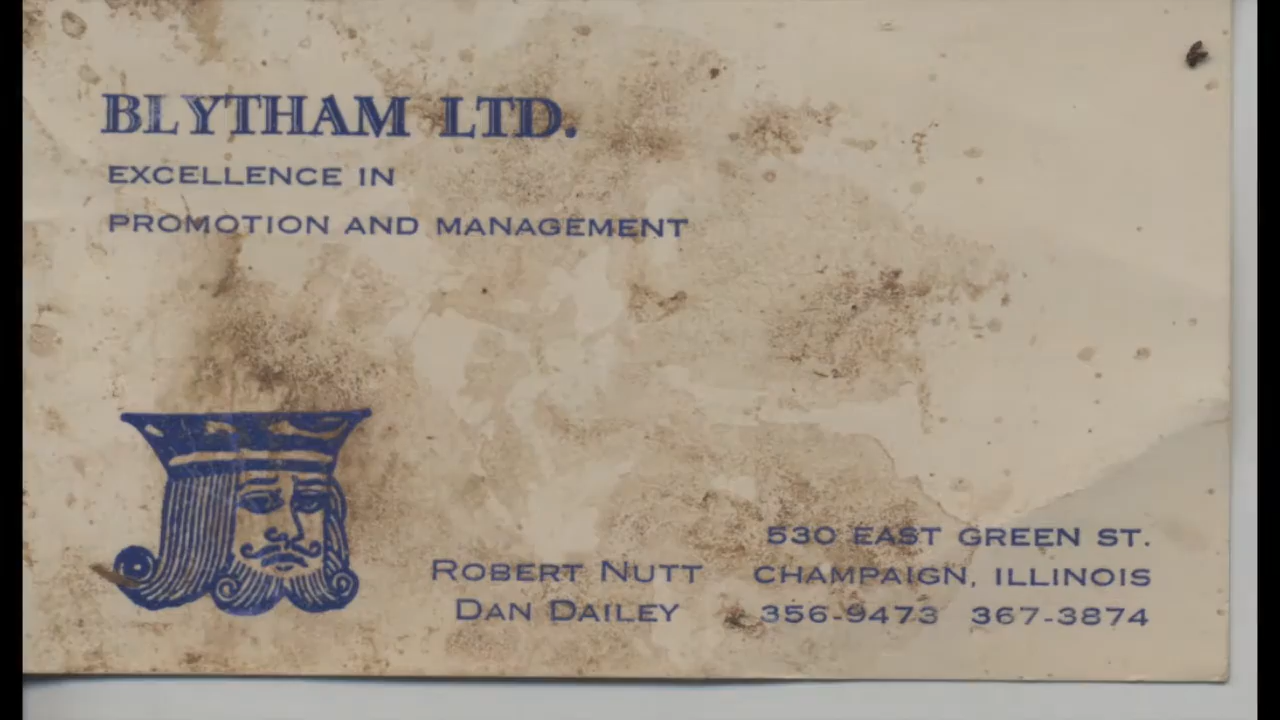 BLYTHAM LTD.
EXCELLENCE IN
PROMOTION AND MANAGEMENT
ROBERT NUTT
DAN DAILEY
530 EAST GREEN ST.
CHAMPAIGN, ILLINOIS
356-9473 367-3874